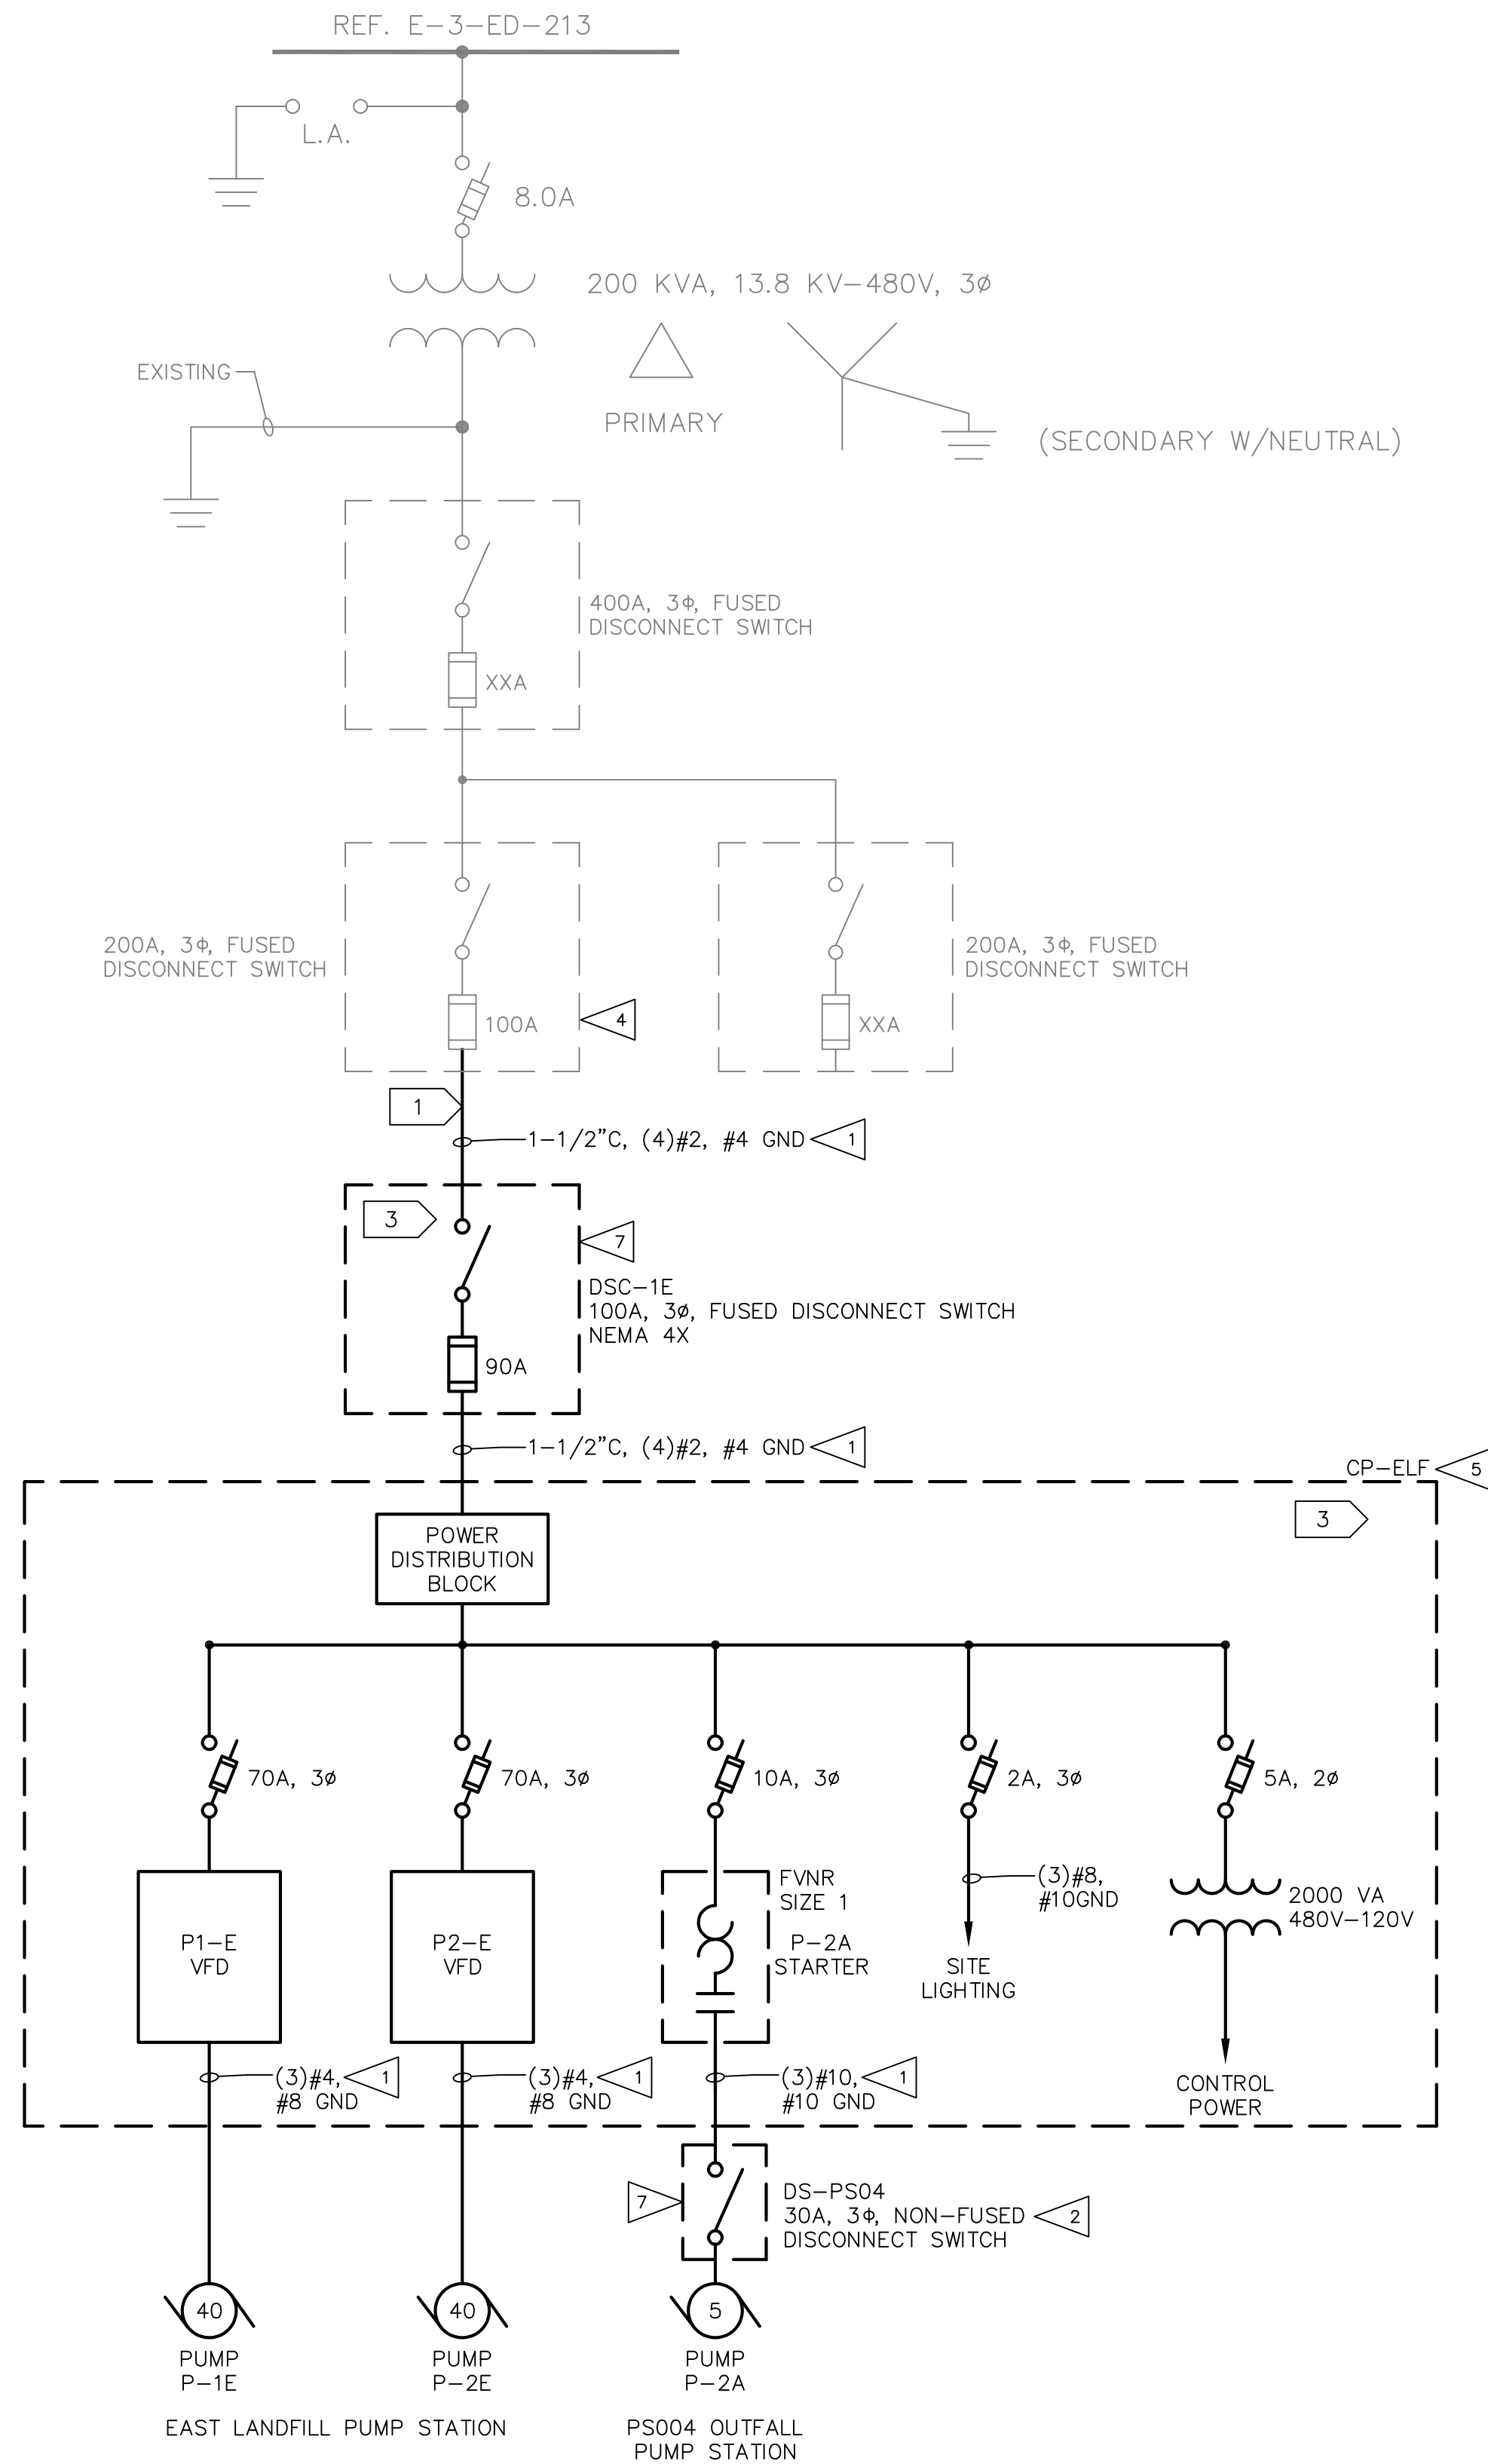 REF. E-3-ED-213
L.A.
8.0A
200 KVA, 13.8 KV-480V, 3ø
EXISTING
PRIMARY
(SECONDARY W/NEUTRAL)
400A, 3ɸ, FUSED
DISCONNECT SWITCH
XXA
200A, 3ɸ, FUSED
DISCONNECT SWITCH
100A
4
200A, 3ɸ, FUSED
DISCONNECT SWITCH
XXA
1
1-1/2"C, (4)#2, #4 GND
1
3
7
DSC-1E
100A, 3ø, FUSED DISCONNECT SWITCH
NEMA 4X
90A
1-1/2"C, (4)#2, #4 GND
1
CP-ELF
5
3
POWER
DISTRIBUTION
BLOCK
70A, 3ø
70A, 3ø
10A, 3ø
2A, 3ø
5A, 2ø
P1-E
VFD
P2-E
VFD
FVNR
SIZE 1
P-2A
STARTER
(3)#8,
#10GND
SITE
LIGHTING
2000 VA
480V-120V
(3)#4,
#8 GND
1
(3)#4,
#8 GND
1
(3)#10,
#10 GND
1
CONTROL
POWER
7
DS-PS04
30A, 3ɸ, NON-FUSED
DISCONNECT SWITCH
2
40
40
5
PUMP
P-1E
PUMP
P-2E
PUMP
P-2A
EAST LANDFILL PUMP STATION
PS004 OUTFALL
PUMP STATION